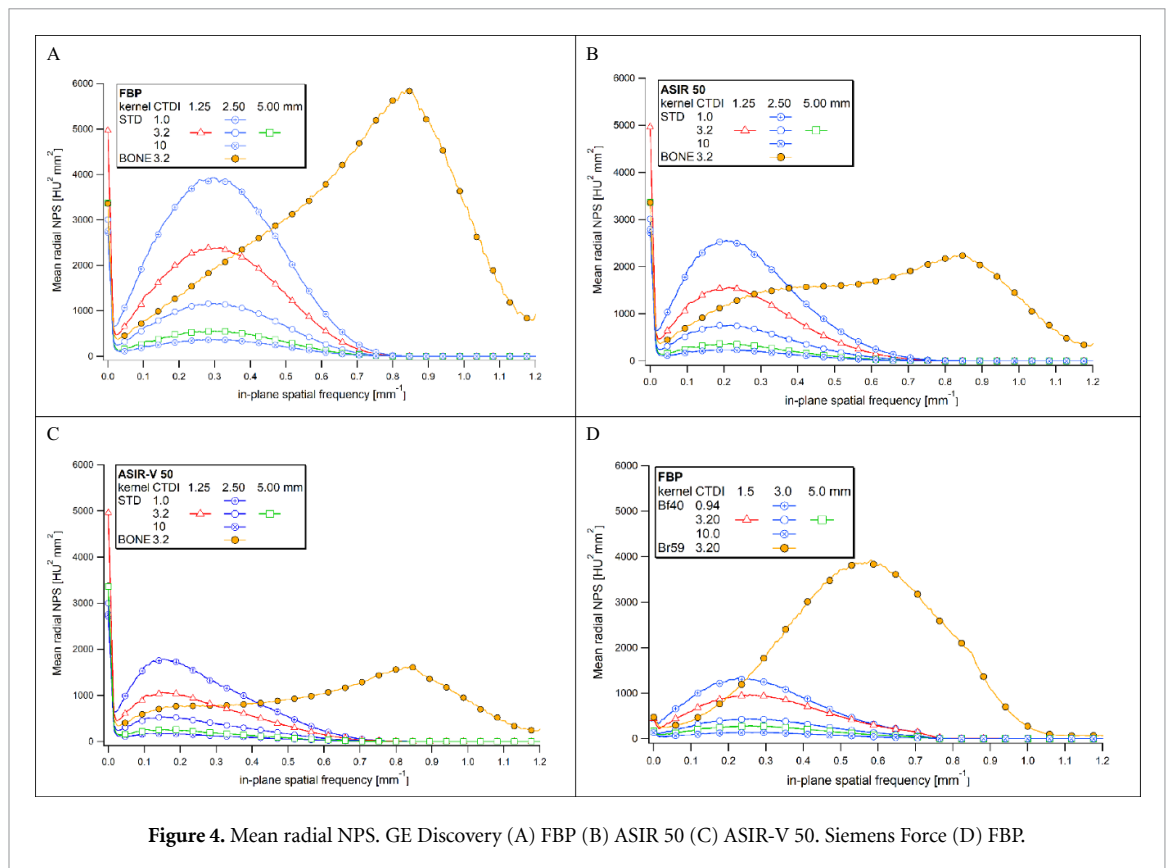 A
FBP
kernel CTDI 1.25 2.50 5.00 mm
STD 1.0
3.2
10
BONE 3.2
Mean radial NPS [HU² mm²]
6000
5000
4000
3000
2000
1000
0
0.0 0.1 0.2 0.3 0.4 0.5 0.6 0.7 0.8 0.9 1.0 1.1 1.2
in-plane spatial frequency [mm⁻¹]
B
ASIR 50
kernel CTDI 1.25 2.50 5.00 mm
STD 1.0
3.2
10
BONE 3.2
Mean radial NPS [HU² mm²]
6000
5000
4000
3000
2000
1000
0
0.0 0.1 0.2 0.3 0.4 0.5 0.6 0.7 0.8 0.9 1.0 1.1 1.2
in-plane spatial frequency [mm⁻¹]
C
ASIR-V 50
kernel CTDI 1.25 2.50 5.00 mm
STD 1.0
3.2
10
BONE 3.2
Mean radial NPS [HU² mm²]
6000
5000
4000
3000
2000
1000
0
0.0 0.1 0.2 0.3 0.4 0.5 0.6 0.7 0.8 0.9 1.0 1.1 1.2
in-plane spatial frequency [mm⁻¹]
D
FBP
kernel CTDI 1.5 3.0 5.0 mm
Bf40 0.94
3.20
10.0
Br59 3.20
Mean radial NPS [HU² mm²]
6000
5000
4000
3000
2000
1000
0
0.0 0.1 0.2 0.3 0.4 0.5 0.6 0.7 0.8 0.9 1.0 1.1 1.2
in-plane spatial frequency [mm⁻¹]
Figure 4. Mean radial NPS. GE Discovery (A) FBP (B) ASIR 50 (C) ASIR-V 50. Siemens Force (D) FBP.